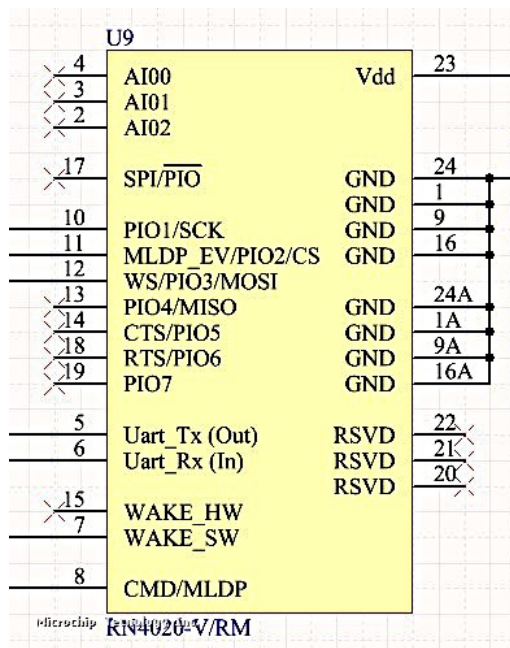 U9
4 AI00 Vdd 23
3 AI01
2 AI02
17 SPI/PIO GND 24
GND 1
10 PIO1/SCK GND 9
11 MLDP_EV/PIO2/CS GND 16
12 WS/PIO3/MOSI
13 PIO4/MISO GND 24A
14 CTS/PIO5 GND 1A
18 RTS/PIO6 GND 9A
19 PIO7 GND 16A
5 Uart_Tx (Out) RSVD 22
6 Uart_Rx (In) RSVD 21
RSVD 20
15 WAKE_HW
7 WAKE_SW
8 CMD/MLDP
Microchip
RN4020-V/RM